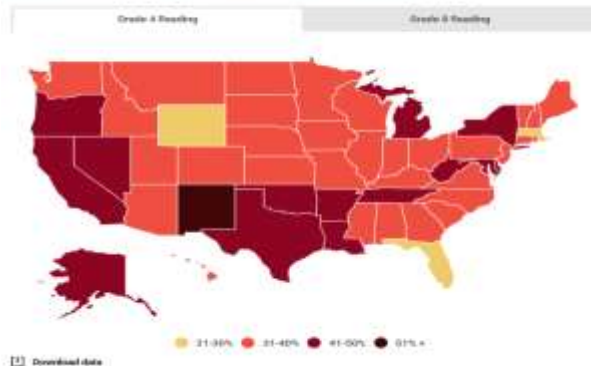 Grade 4 Reading
Grade 8 Reading
21-30% 31-40% 41-50% 51% +
Download data